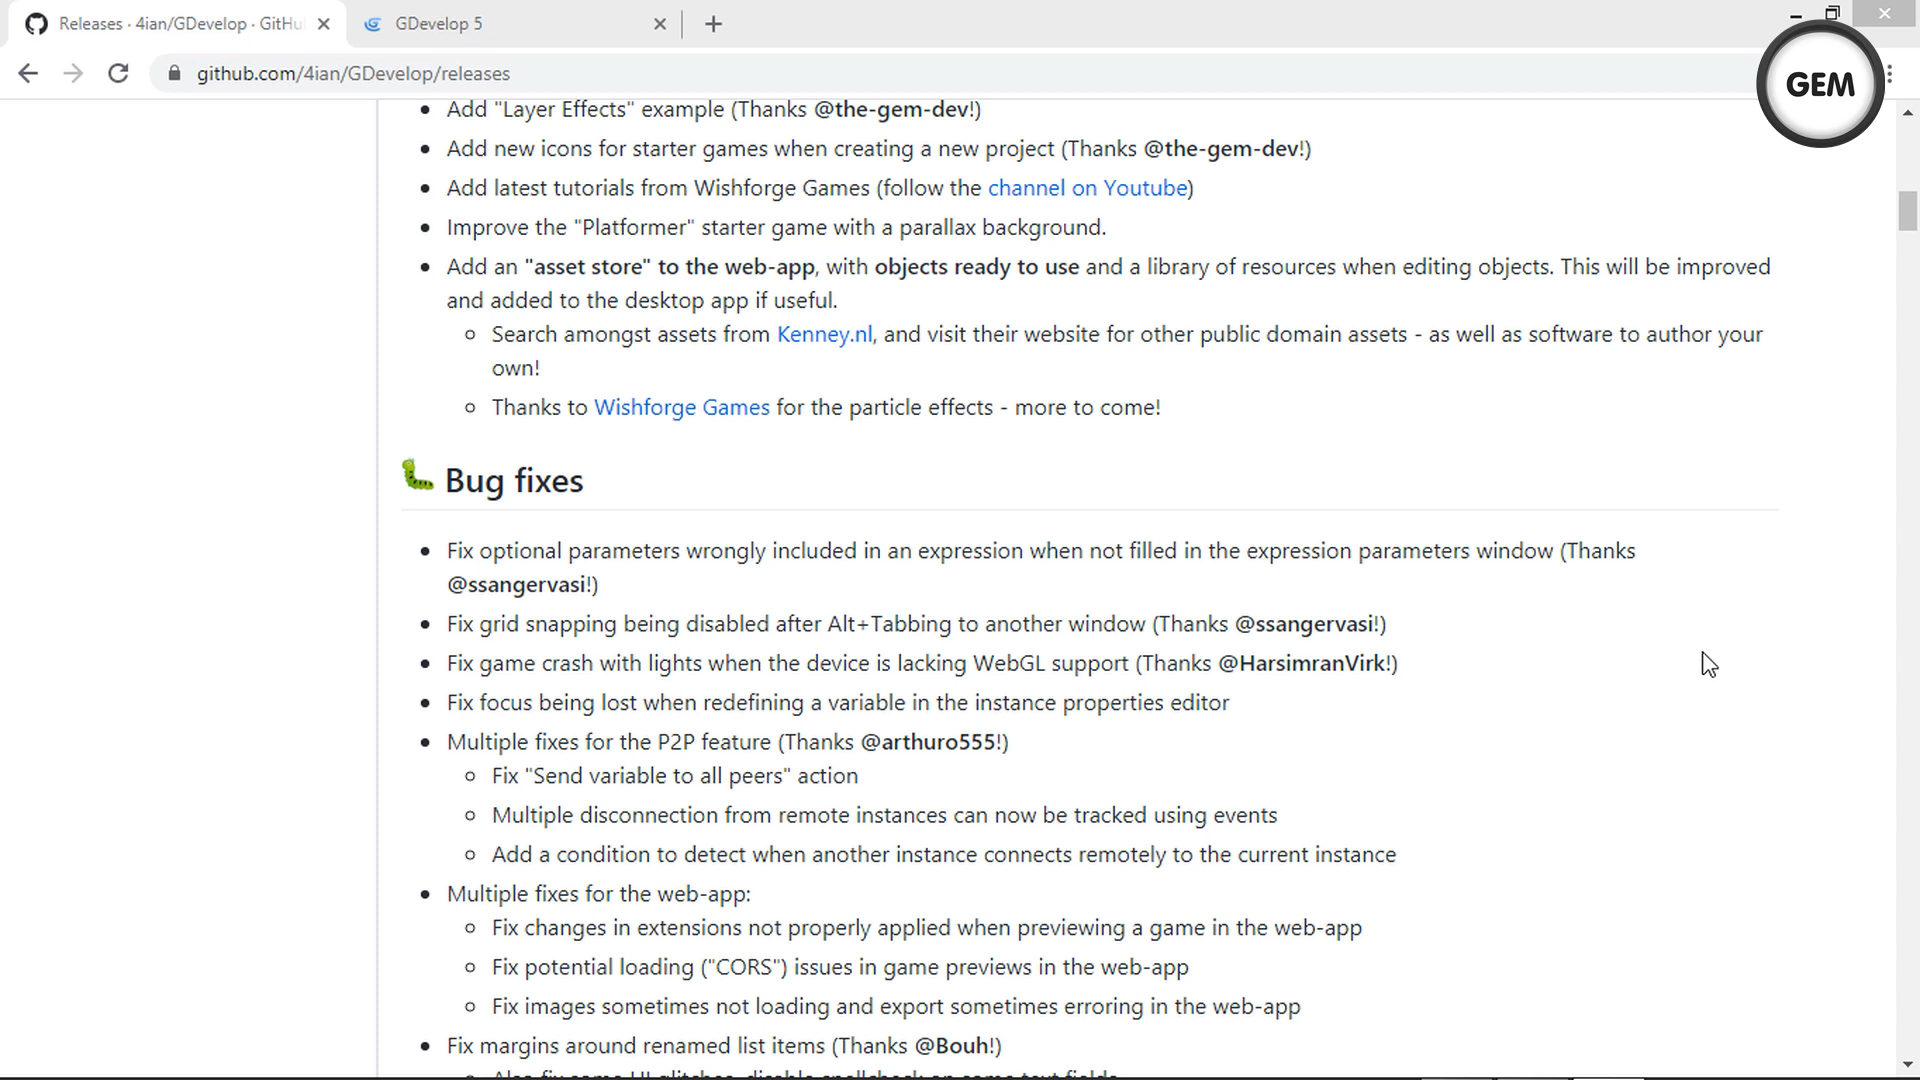 Releases · 4ian/GDevelop · GitHu
GDevelop 5
github.com/4ian/GDevelop/releases
GEM
• Add "Layer Effects" example (Thanks @the-gem-dev!)
• Add new icons for starter games when creating a new project (Thanks @the-gem-dev!)
• Add latest tutorials from Wishforge Games (follow the channel on Youtube)
• Improve the "Platformer" starter game with a parallax background.
• Add an "asset store" to the web-app, with objects ready to use and a library of resources when editing objects. This will be improved
and added to the desktop app if useful.
○ Search amongst assets from Kenney.nl, and visit their website for other public domain assets - as well as software to author your
own!
○ Thanks to Wishforge Games for the particle effects - more to come!
🐛 Bug fixes
• Fix optional parameters wrongly included in an expression when not filled in the expression parameters window (Thanks
@ssangervasi!)
• Fix grid snapping being disabled after Alt+Tabbing to another window (Thanks @ssangervasi!)
• Fix game crash with lights when the device is lacking WebGL support (Thanks @HarsimranVirk!)
• Fix focus being lost when redefining a variable in the instance properties editor
• Multiple fixes for the P2P feature (Thanks @arthuro555!)
○ Fix "Send variable to all peers" action
○ Multiple disconnection from remote instances can now be tracked using events
○ Add a condition to detect when another instance connects remotely to the current instance
• Multiple fixes for the web-app:
○ Fix changes in extensions not properly applied when previewing a game in the web-app
○ Fix potential loading ("CORS") issues in game previews in the web-app
○ Fix images sometimes not loading and export sometimes erroring in the web-app
• Fix margins around renamed list items (Thanks @Bouh!)
○ Also fix some UI glitches, disable spellcheck on some text fields